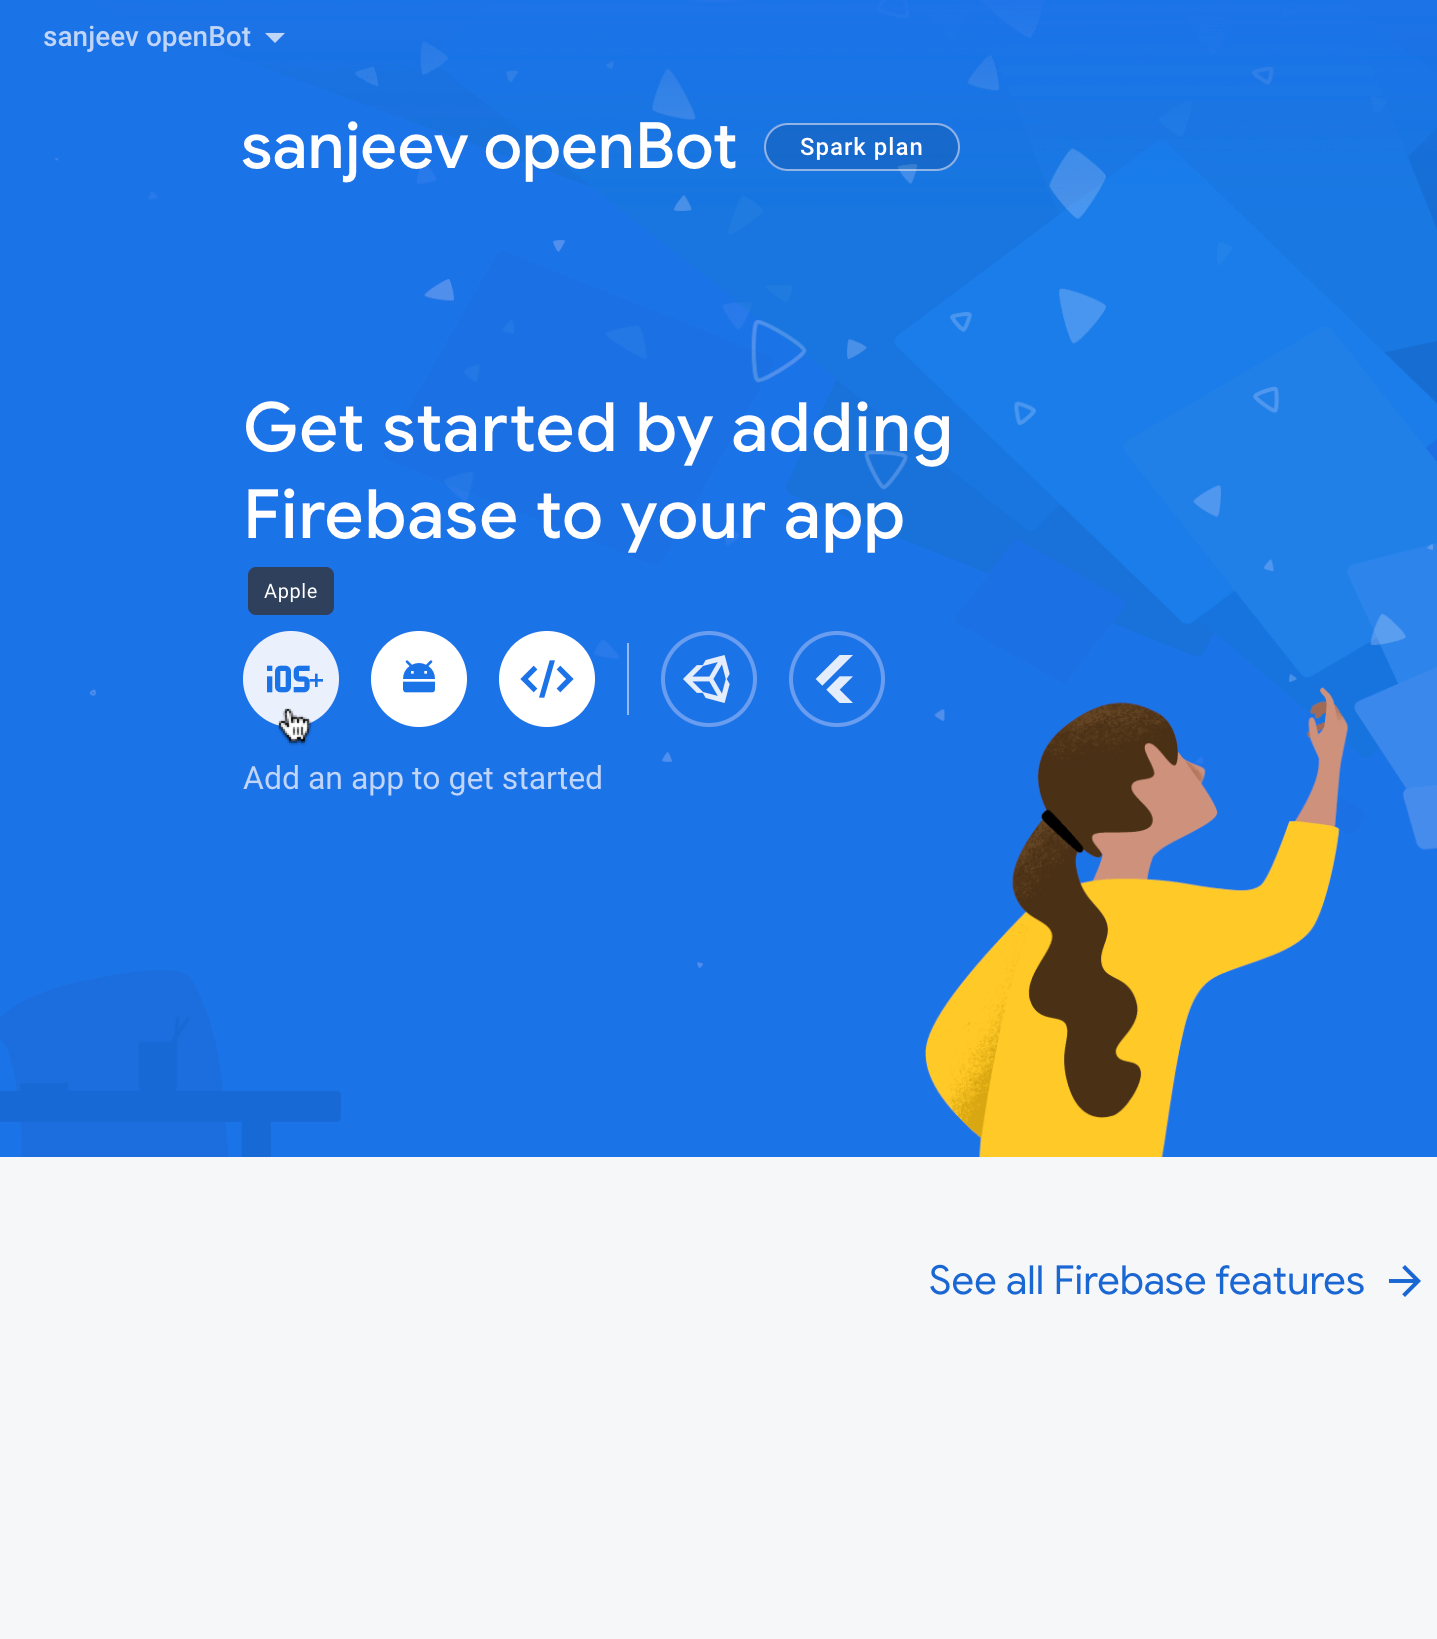 sanjeev openBot
sanjeev openBot
Spark plan
Get started by adding
Firebase to your app
Apple
iOS+
Add an app to get started
See all Firebase features